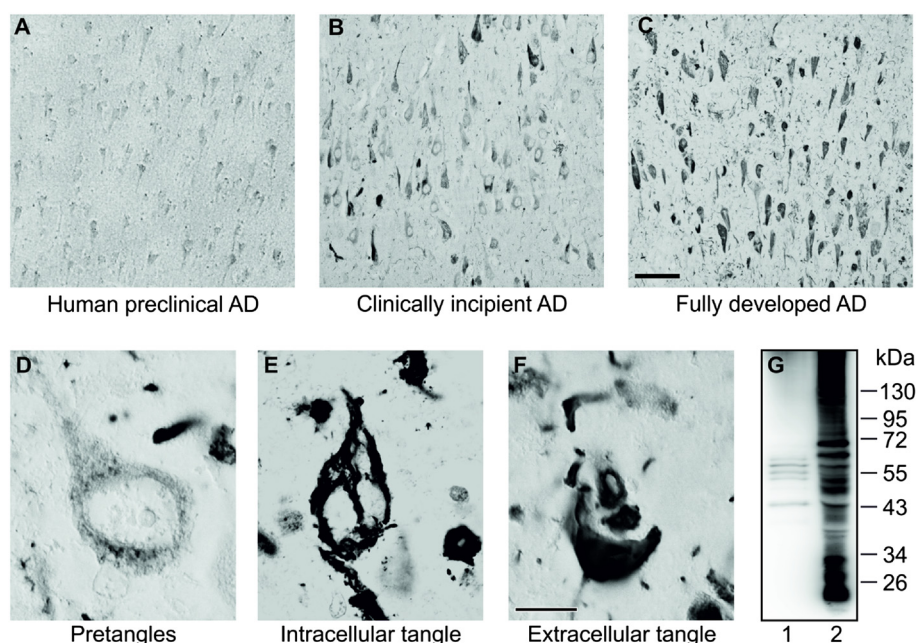 A
B
C
Human preclinical AD
Clinically incipient AD
Fully developed AD
D
E
F
G
kDa
130
95
72
55
43
34
26
Pretangles
Intracellular tangle
Extracellular tangle
1 2